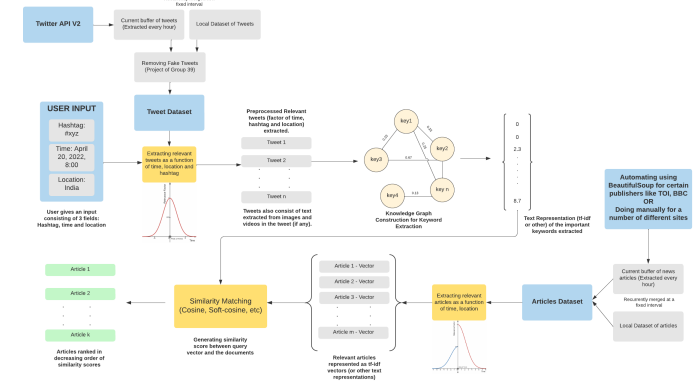 fixed interval
Twitter API V2
Current buffer of tweets
(Extracted every hour)
Local Dataset of Tweets
Removing Fake Tweets
(Project of Group 39)
USER INPUT
Hashtag:
#xyz
Time: April
20, 2022,
8:00
Location:
India
User gives an input
consisting of 3 fields:
Hashtag, time and location
Tweet Dataset
Extracting relevant
tweets as a function
of time, location and
hashtag
Preprocessed Relevant
tweets (factor of time,
hashtag and location)
extracted.
Tweet 1
Tweet 2
Tweet n
Tweets also consist of text
extracted from images and
videos in the tweet (if any).
key1
key2
key3
key4
key n
Knowledge Graph
Construction for Keyword
Extraction
0
0
2.3
6.7
Text Representation (tf-idf
or other) of the important
keywords extracted
Automating using
BeautifulSoup for certain
publishers like TOI, BBC
OR
Doing manually for a
number of different sites
Current buffer of news
articles (Extracted every
hour)
Recurrently merged at a
fixed interval
Local Dataset of articles
Articles Dataset
Extracting relevant
articles as a function
of time, location
Article 1 - Vector
Article 2 - Vector
Article 3 - Vector
Article m - Vector
Relevant articles
represented as tf-idf
vectors (or other text
representations)
Similarity Matching
(Cosine, Soft-cosine, etc)
Generating similarity
score between query
vector and the documents
Article 1
Article 2
Article k
Articles ranked in
decreasing order of
similarity scores